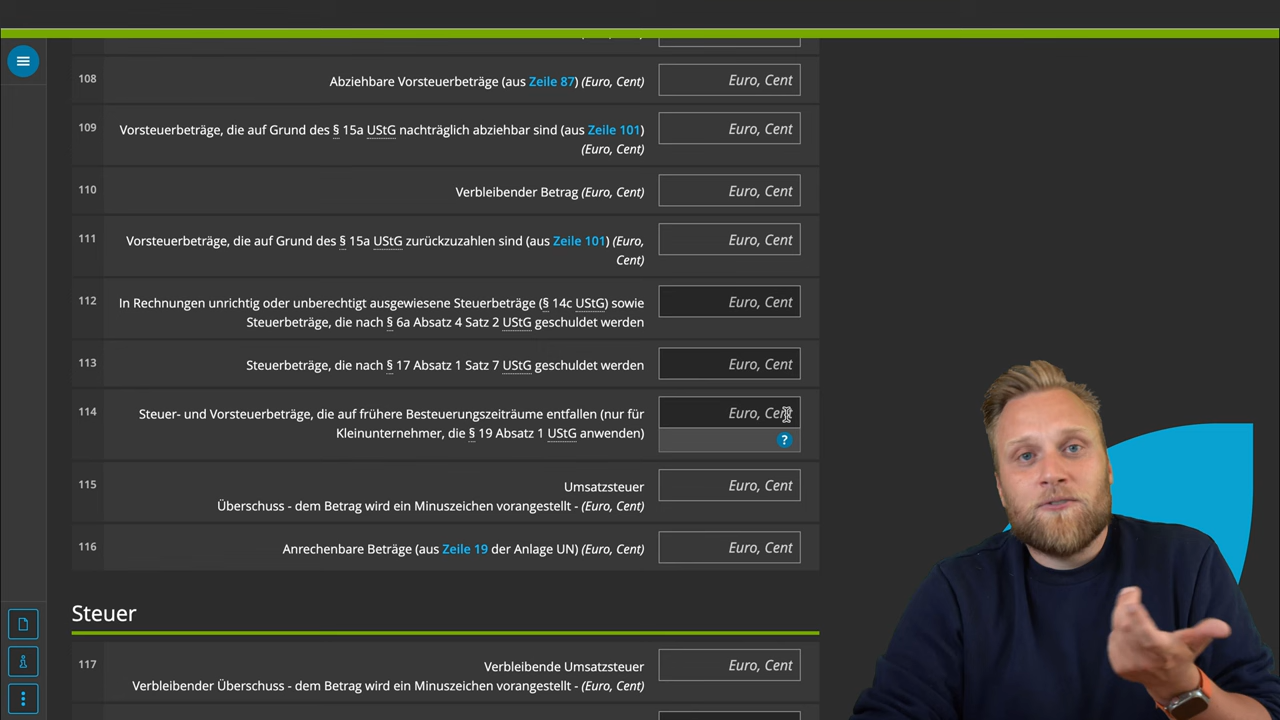 108
Abziehbare Vorsteuerbeträge (aus Zeile 87) (Euro, Cent)
Euro, Cent
109
Vorsteuerbeträge, die auf Grund des § 15a UStG nachträglich abziehbar sind (aus Zeile 101)
(Euro, Cent)
Euro, Cent
110
Verbleibender Betrag (Euro, Cent)
Euro, Cent
111
Vorsteuerbeträge, die auf Grund des § 15a UStG zurückzuzahlen sind (aus Zeile 101) (Euro,
Cent)
Euro, Cent
112
In Rechnungen unrichtig oder unberechtigt ausgewiesene Steuerbeträge (§ 14c UStG) sowie
Steuerbeträge, die nach § 6a Absatz 4 Satz 2 UStG geschuldet werden
Euro, Cent
113
Steuerbeträge, die nach § 17 Absatz 1 Satz 7 UStG geschuldet werden
Euro, Cent
114
Steuer- und Vorsteuerbeträge, die auf frühere Besteuerungszeiträume entfallen (nur für
Kleinunternehmer, die § 19 Absatz 1 UStG anwenden)
Euro, Cent
?
115
Umsatzsteuer
Überschuss - dem Betrag wird ein Minuszeichen vorangestellt - (Euro, Cent)
Euro, Cent
116
Anrechenbare Beträge (aus Zeile 19 der Anlage UN) (Euro, Cent)
Euro, Cent
Steuer
117
Verbleibende Umsatzsteuer
Verbleibender Überschuss - dem Betrag wird ein Minuszeichen vorangestellt - (Euro, Cent)
Euro, Cent